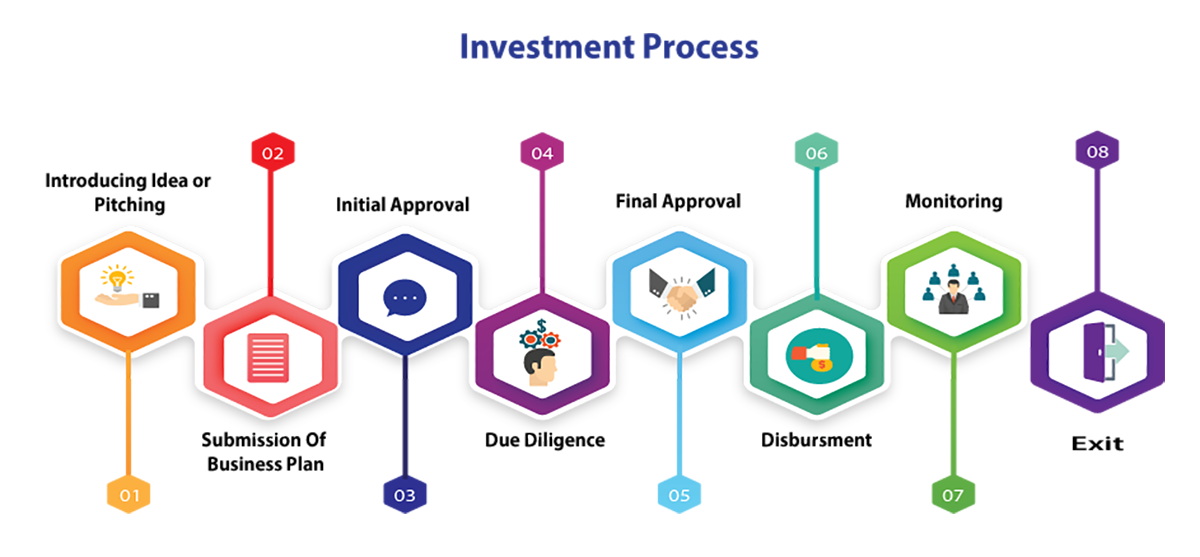 Investment Process
01
Introducing Idea or
Pitching
02
Submission Of
Business Plan
03
Initial Approval
04
Due Diligence
05
Final Approval
06
Disbursment
07
Monitoring
08
Exit